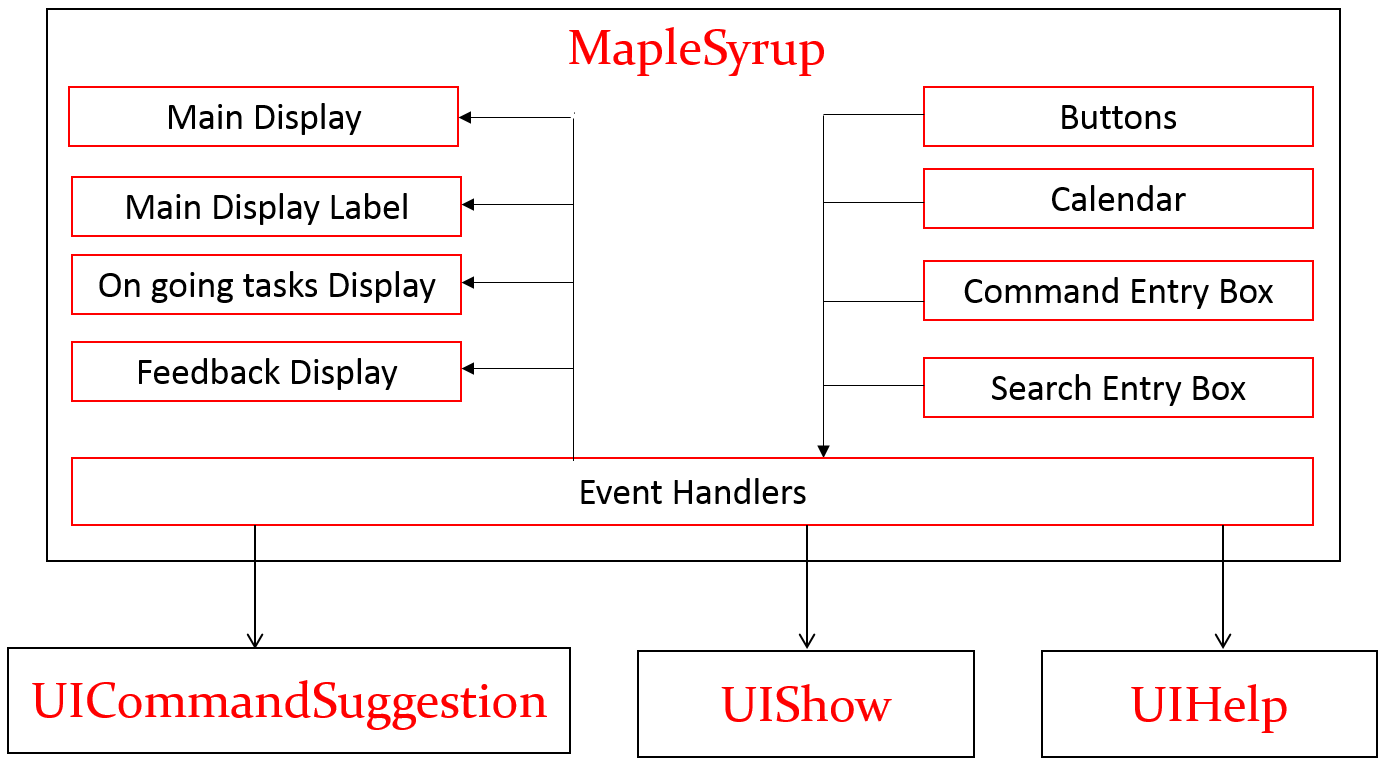 MapleSyrup
Main Display
Main Display Label
On going tasks Display
Feedback Display
Buttons
Calendar
Command Entry Box
Search Entry Box
Event Handlers
UICommandSuggestion
UIShow
UIHelp